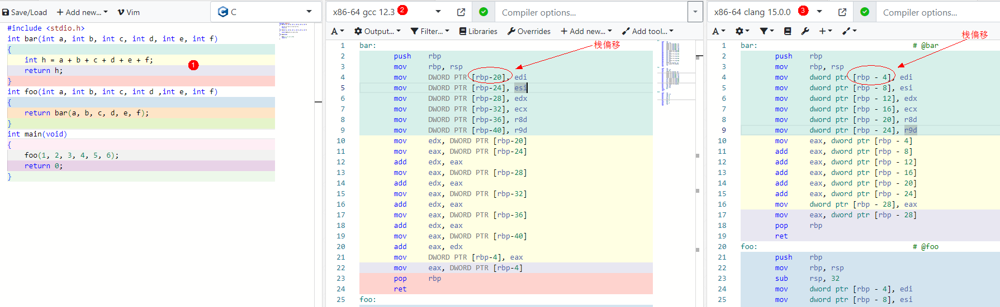 Save/Load + Add new... Vim C
#include <stdio.h>
int bar(int a, int b, int c, int d, int e, int f)
{
    int h = a + b + c + d + e + f;
    return h;
}
1
int foo(int a, int b, int c, int d ,int e, int f)
{
    return bar(a, b, c, d, e, f);
}
int main(void)
{
    foo(1, 2, 3, 4, 5, 6);
    return 0;
}
x86-64 gcc 12.3 2 Compiler options...
A Output... Filter... Libraries Overrides + Add new... Add tool...
栈偏移
1 bar:
2 push rbp
3 mov rbp, rsp
4 mov DWORD PTR [rbp-20], edi
5 mov DWORD PTR [rbp-24], esi
6 mov DWORD PTR [rbp-28], edx
7 mov DWORD PTR [rbp-32], ecx
8 mov DWORD PTR [rbp-36], r8d
9 mov DWORD PTR [rbp-40], r9d
10 mov edx, DWORD PTR [rbp-20]
11 mov eax, DWORD PTR [rbp-24]
12 add edx, eax
13 mov eax, DWORD PTR [rbp-28]
14 add edx, eax
15 mov eax, DWORD PTR [rbp-32]
16 add edx, eax
17 mov eax, DWORD PTR [rbp-36]
18 add edx, eax
19 mov eax, DWORD PTR [rbp-40]
20 add eax, edx
21 mov DWORD PTR [rbp-4], eax
22 mov eax, DWORD PTR [rbp-4]
23 pop rbp
24 ret
25 foo:
x86-64 clang 15.0.0 3 Compiler options...
A +
栈偏移
1 bar: # @bar
2 push rbp
3 mov rbp, rsp
4 mov dword ptr [rbp - 4], edi
5 mov dword ptr [rbp - 8], esi
6 mov dword ptr [rbp - 12], edx
7 mov dword ptr [rbp - 16], ecx
8 mov dword ptr [rbp - 20], r8d
9 mov dword ptr [rbp - 24], r9d
10 mov eax, dword ptr [rbp - 4]
11 add eax, dword ptr [rbp - 8]
12 add eax, dword ptr [rbp - 12]
13 add eax, dword ptr [rbp - 16]
14 add eax, dword ptr [rbp - 20]
15 add eax, dword ptr [rbp - 24]
16 mov dword ptr [rbp - 28], eax
17 mov eax, dword ptr [rbp - 28]
18 pop rbp
19 ret
20 foo: # @foo
21 push rbp
22 mov rbp, rsp
23 sub rsp, 32
24 mov dword ptr [rbp - 4], edi
25 mov dword ptr [rbp - 8], esi